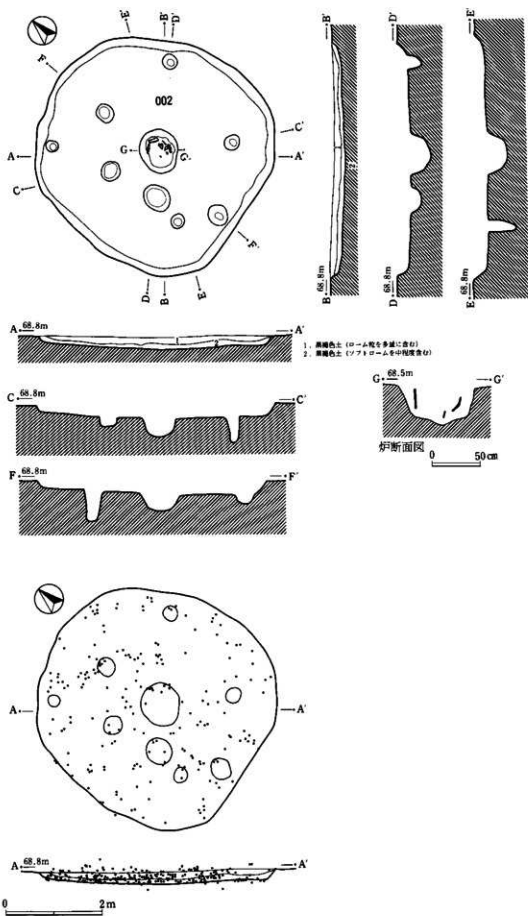 E′
B′
D′
F
002
C′
A
G
G′
A′
C
F′
D
B
E
B′
D′
E′
68.8m
B
68.8m
D
68.8m
E
A 68.8m A′
1. 黒褐色土(ローム粒を多量に含む)
2. 黒褐色土(ソフトロームを中程度含む)
1
2
C 68.8m C′
G 68.5m G′
炉断面図
0 50cm
F 68.8m F′
A
A′
A 68.8m A′
0 2m